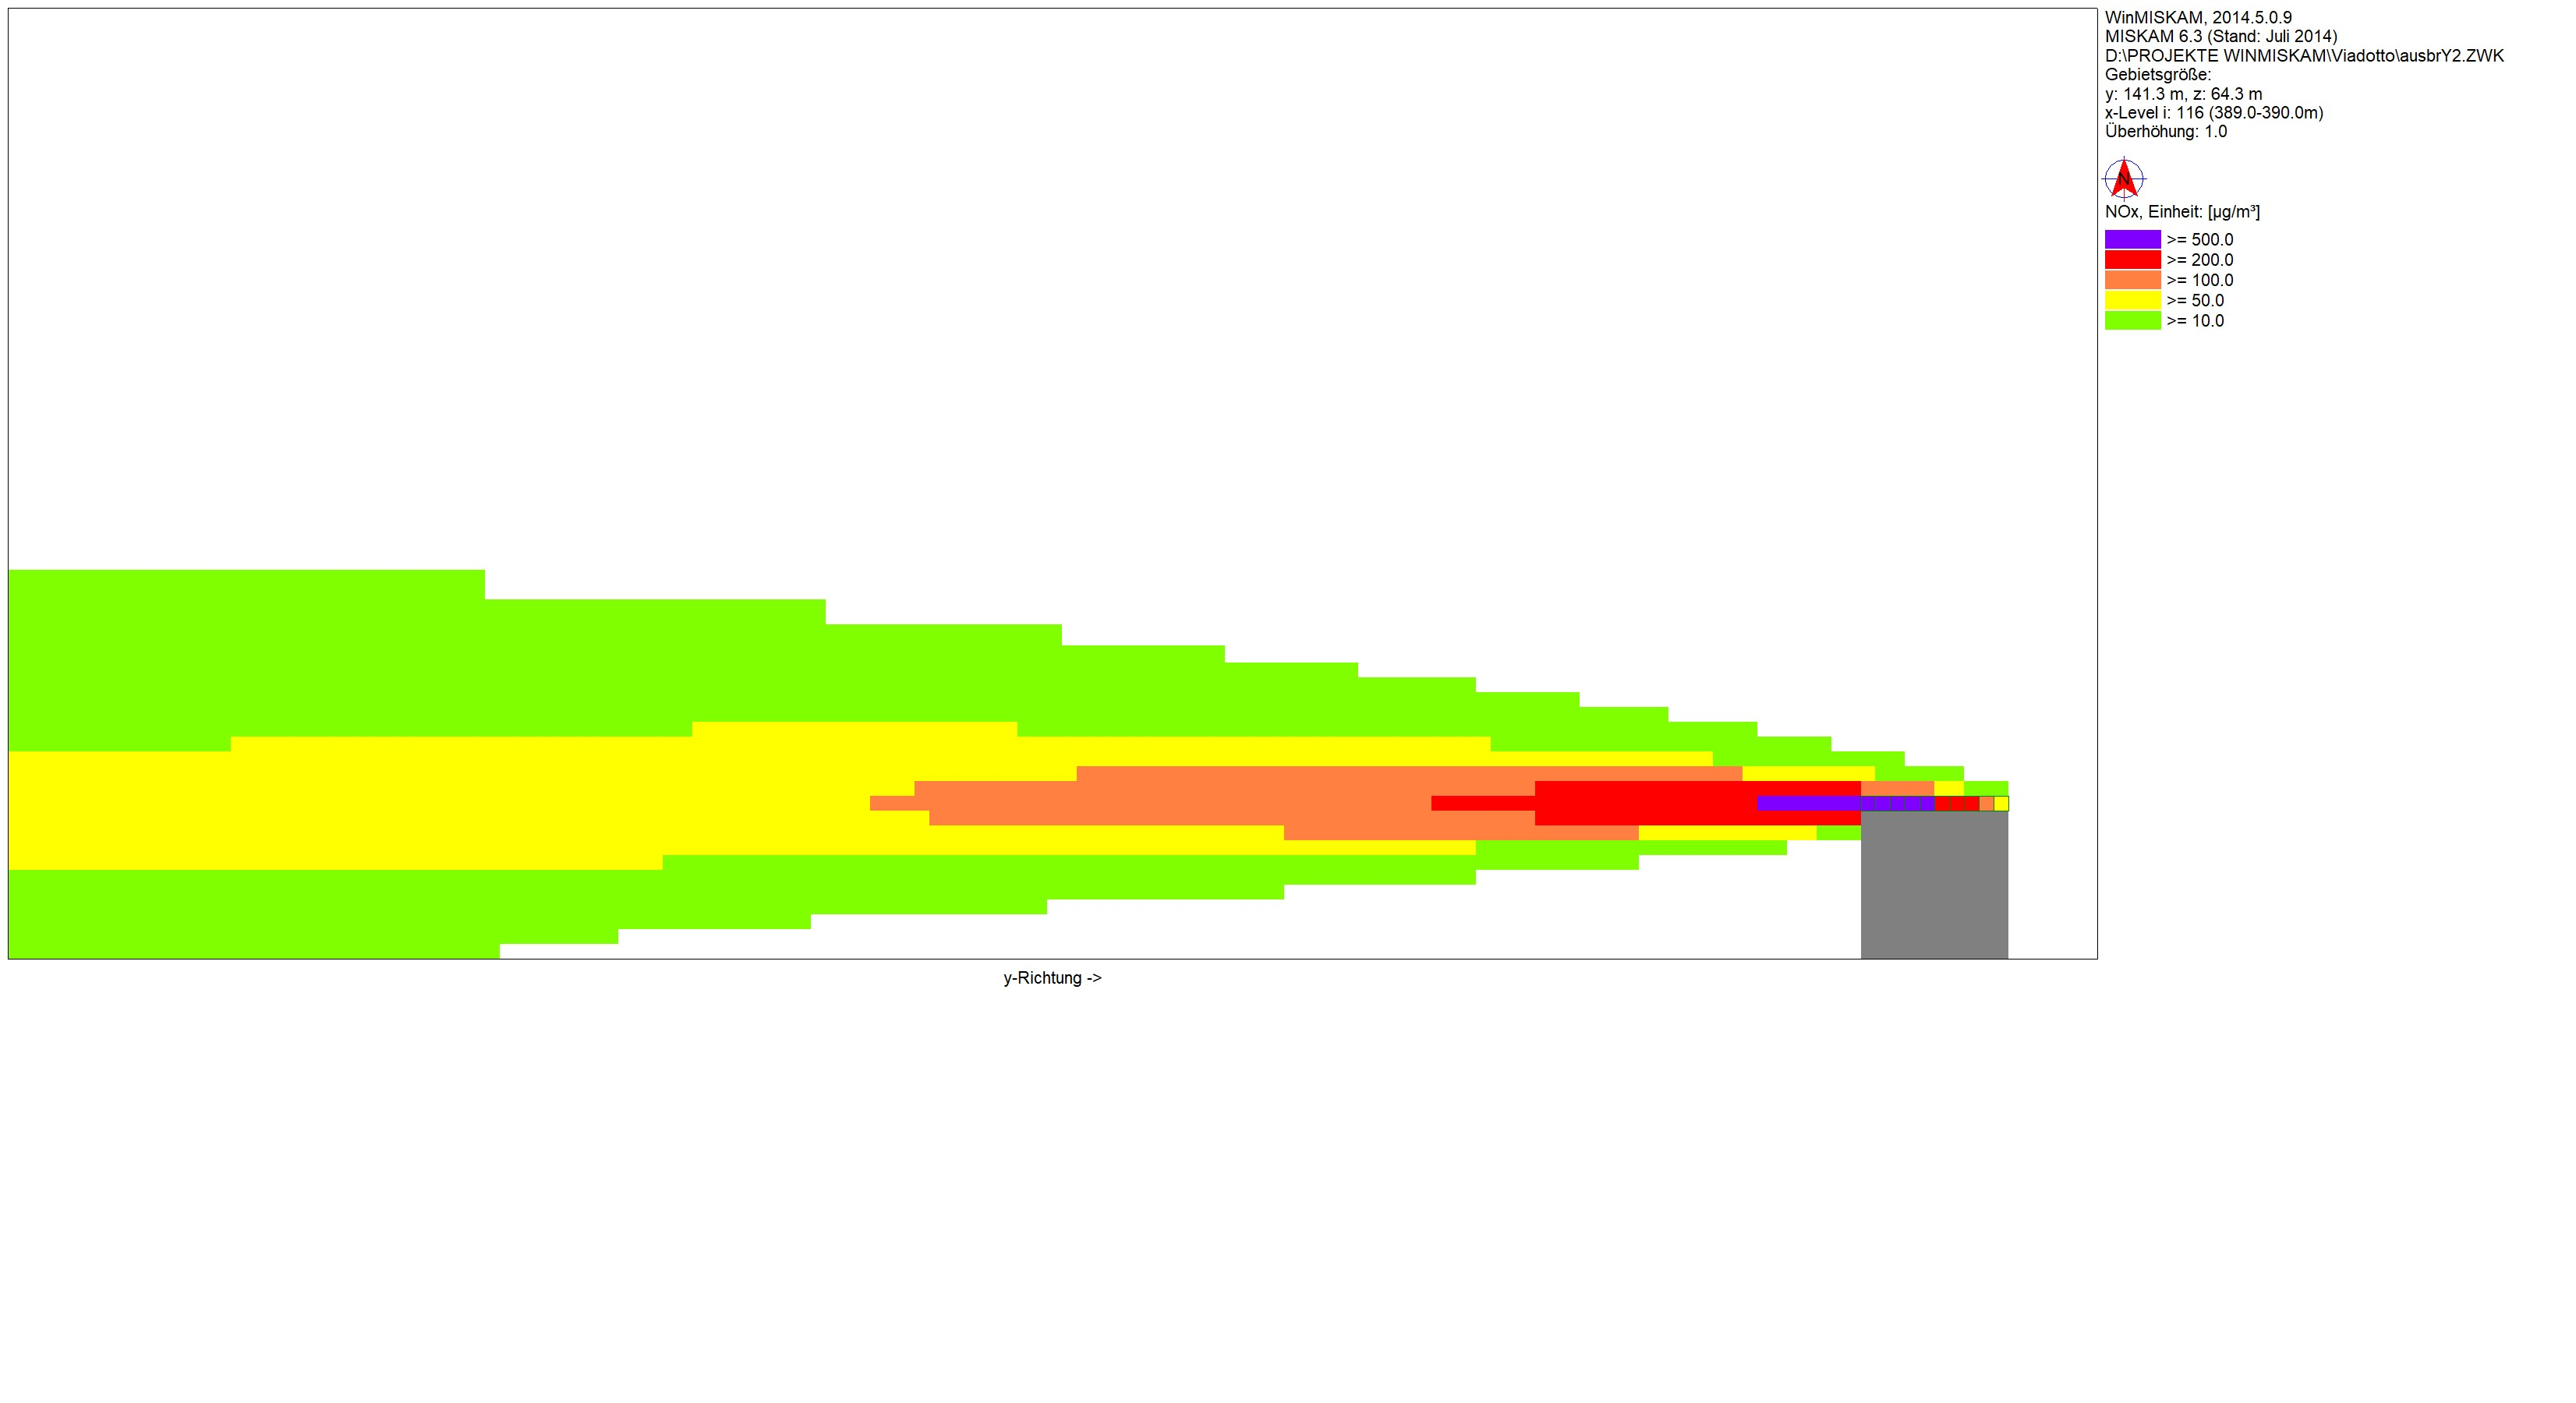 WinMISKAM, 2014.5.0.9
MISKAM 6.3 (Stand: Juli 2014)
D:\PROJEKTE WINMISKAM\Viadotto\ausbrY2.ZWK
Gebietsgröße:
y: 141.3 m, z: 64.3 m
x-Level i: 116 (389.0-390.0m)
Überhöhung: 1.0
N
NOx, Einheit: [µg/m³]
>= 500.0
>= 200.0
>= 100.0
>= 50.0
>= 10.0
y-Richtung ->